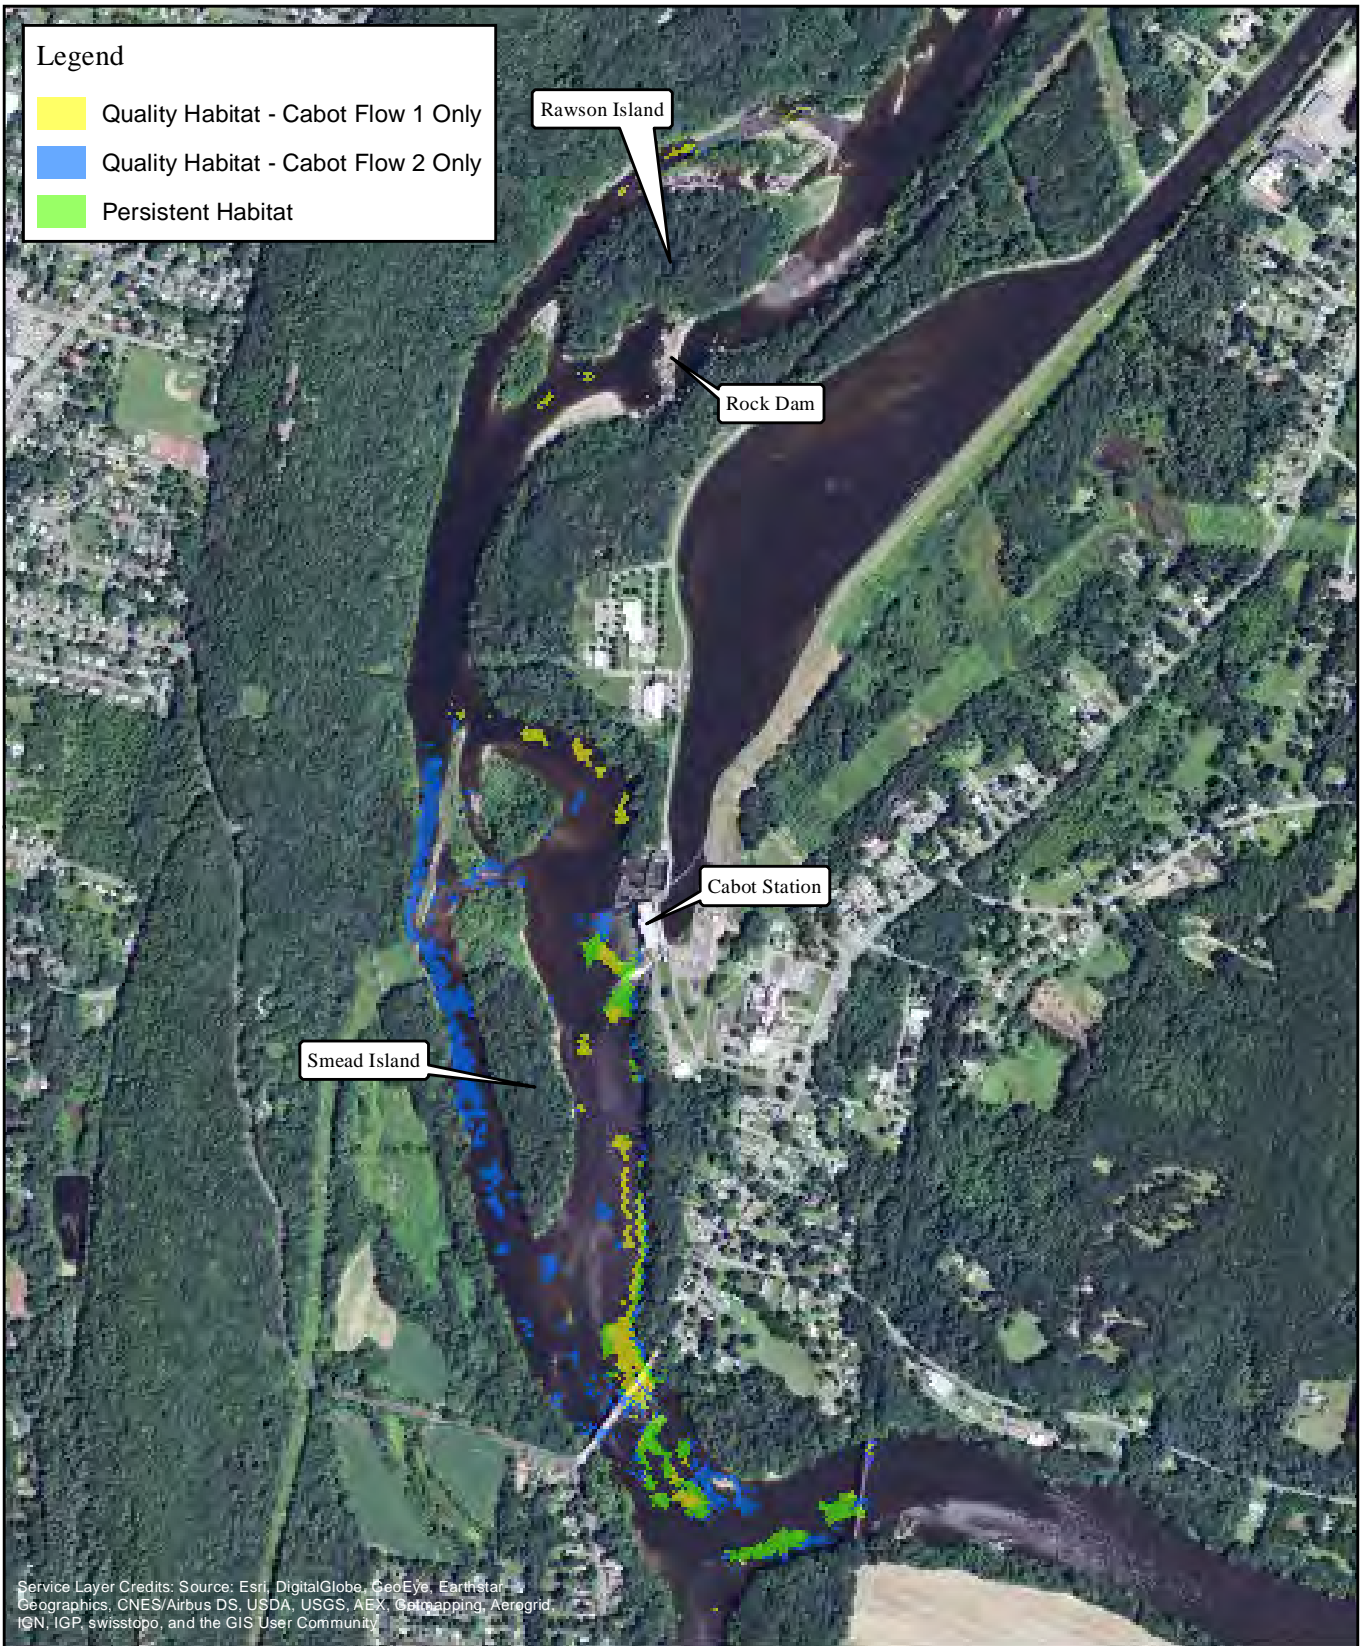 Legend
Quality Habitat - Cabot Flow 1 Only
Quality Habitat - Cabot Flow 2 Only
Persistent Habitat
Rawson Island
Rock Dam
Cabot Station
Smead Island
Service Layer Credits: Source: Esri, DigitalGlobe, GeoEye, Earthstar
Geographics, CNES/Airbus DS, USDA, USGS, AEX, Getmapping, Aerogrid,
IGN, IGP, swisstopo, and the GIS User Community